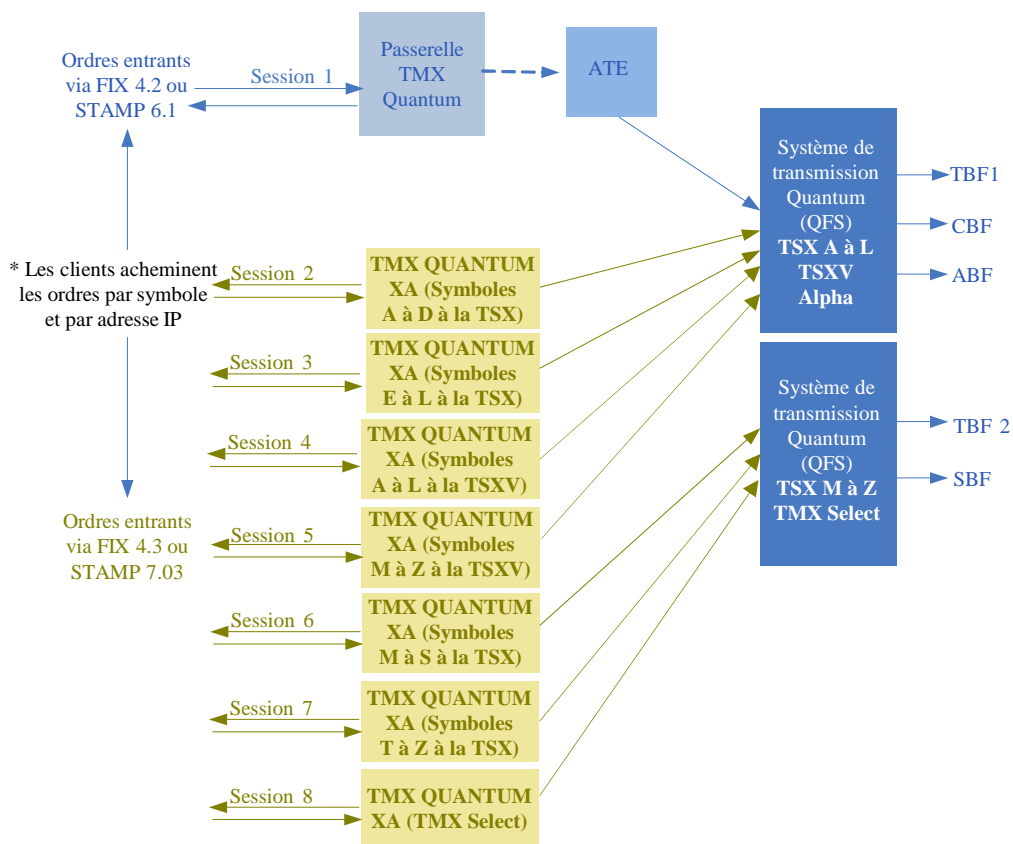 Ordres entrants
via FIX 4.2 ou
STAMP 6.1
Session 1
Passerelle
TMX
Quantum
ATE
Système de
transmission
Quantum
(QFS)
TSX A à L
TSXV
Alpha
TBF1
CBF
ABF
* Les clients acheminent
les ordres par symbole
et par adresse IP
Session 2
TMX QUANTUM
XA (Symboles
A à D à la TSX)
Session 3
TMX QUANTUM
XA (Symboles
E à L à la TSX)
Session 4
TMX QUANTUM
XA (Symboles
A à L à la TSXV)
Système de
transmission
Quantum
(QFS)
TSX M à Z
TMX Select
TBF 2
SBF
Ordres entrants
via FIX 4.3 ou
STAMP 7.03
Session 5
TMX QUANTUM
XA (Symboles
M à Z à la TSXV)
Session 6
TMX QUANTUM
XA (Symboles
M à S à la TSX)
Session 7
TMX QUANTUM
XA (Symboles
T à Z à la TSX)
Session 8
TMX QUANTUM
XA (TMX Select)